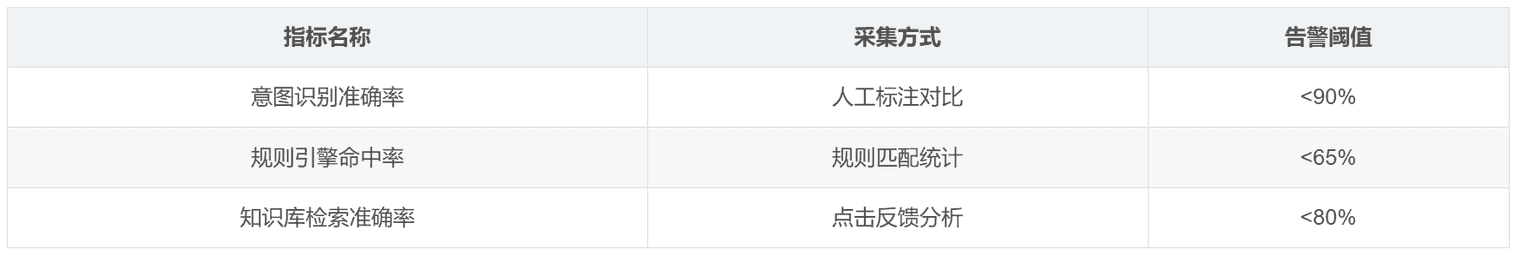 指标名称 采集方式 告警阈值
意图识别准确率 人工标注对比 <90%
规则引擎命中率 规则匹配统计 <65%
知识库检索准确率 点击反馈分析 <80%